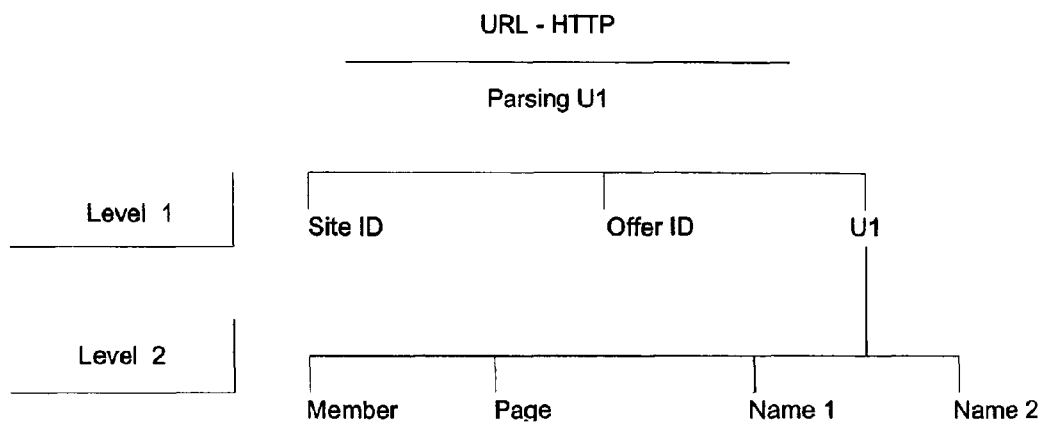 URL - HTTP
Parsing U1
Level 1
Site ID Offer ID U1
Level 2
Member Page Name 1 Name 2